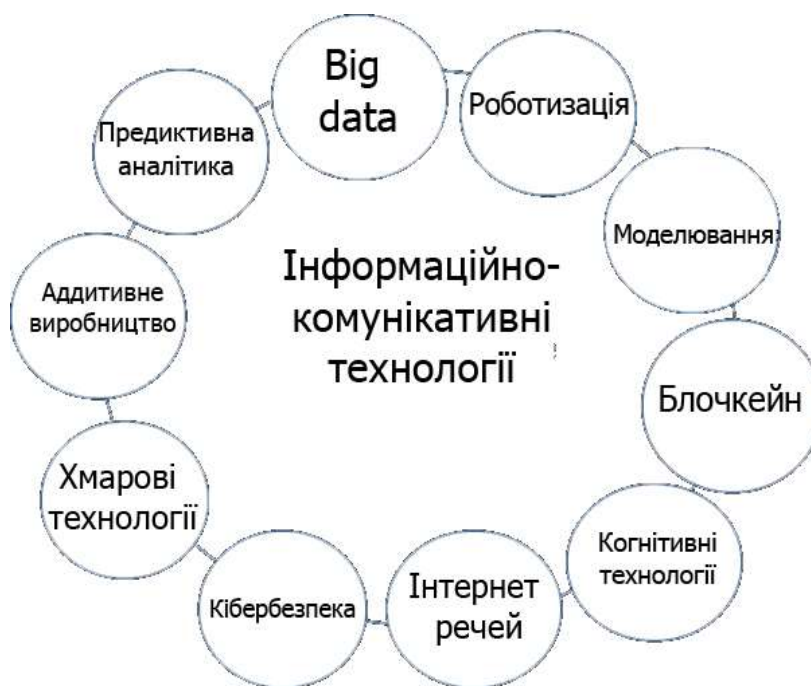 Big
data
Роботизація
Моделювання
Блочкейн
Когнітивні
технології
Інтернет
речей
Кібербезпека
Хмарові
технології
Аддитивне
виробництво
Предиктивна
аналітика
Інформаційно-
комунікативні
технології